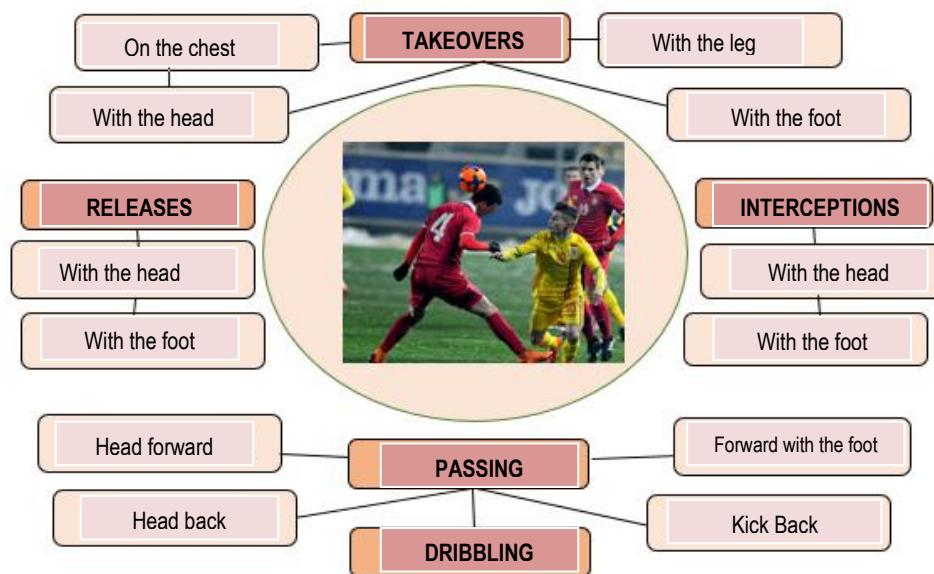 On the chest
TAKEOVERS
With the leg
With the head
With the foot
RELEASES
INTERCEPTIONS
With the head
With the head
With the foot
With the foot
4
Head forward
PASSING
Forward with the foot
Head back
Kick Back
DRIBBLING